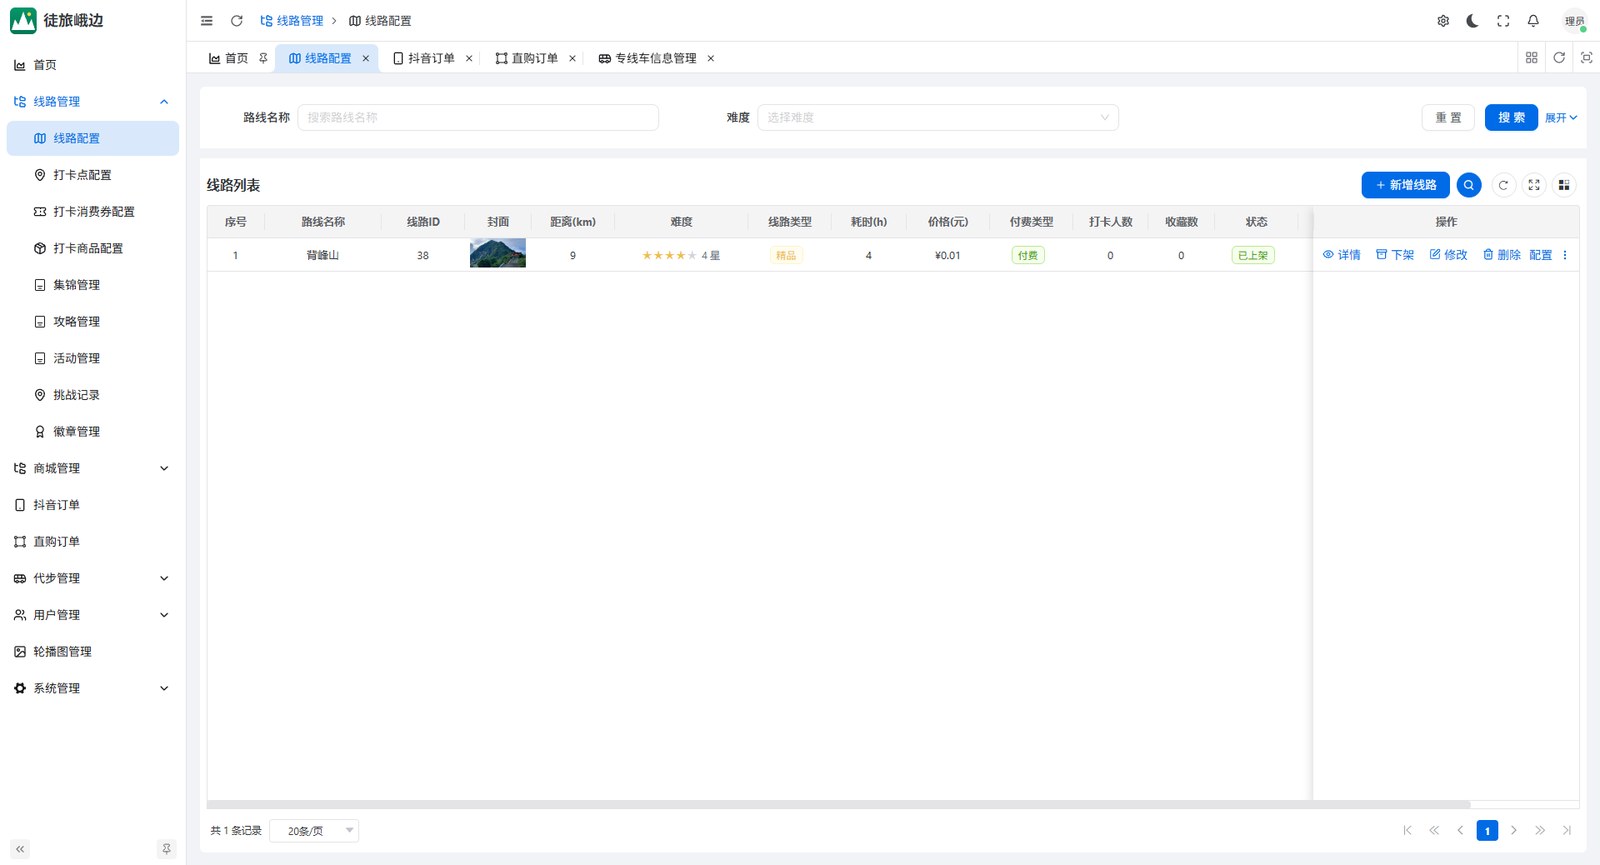 徒旅峨边
线路管理 > 线路配置
理员
首页
线路配置
抖音订单
直购订单
专线车信息管理
首页
线路管理
线路配置
打卡点配置
打卡消费券配置
打卡商品配置
集锦管理
攻略管理
活动管理
挑战记录
徽章管理
商城管理
抖音订单
直购订单
代步管理
用户管理
轮播图管理
系统管理
路线名称 搜索路线名称 难度 选择难度 重 置 搜 索 展开
线路列表 + 新增线路
序号 路线名称 线路ID 封面 距离(km) 难度 线路类型 耗时(h) 价格(元) 付费类型 打卡人数 收藏数 状态 操作
1 背峰山 38 9 4 星 精品 4 ¥0.01 付费 0 0 已上架 详情 下架 修改 删除 配置
共 1 条记录 20条/页 1